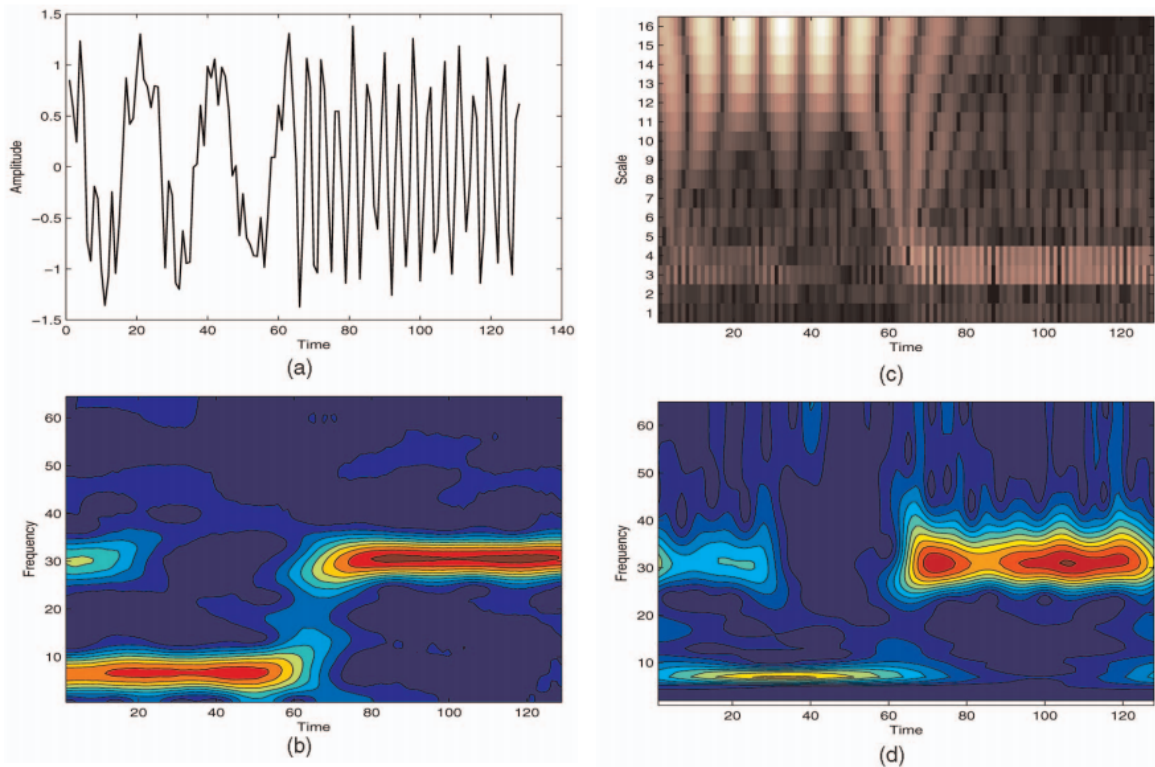 1.5
1
0.5
0
−0.5
−1
−1.5
Amplitude
0 20 40 60 80 100 120 140
Time
(a)
16
15
14
13
12
11
10
9
8
7
6
5
4
3
2
1
Scale
20 40 60 80 100 120
Time
(c)
60
50
40
30
20
10
Frequency
20 40 60 80 100 120
Time
(b)
60
50
40
30
20
10
Frequency
20 40 60 80 100 120
Time
(d)